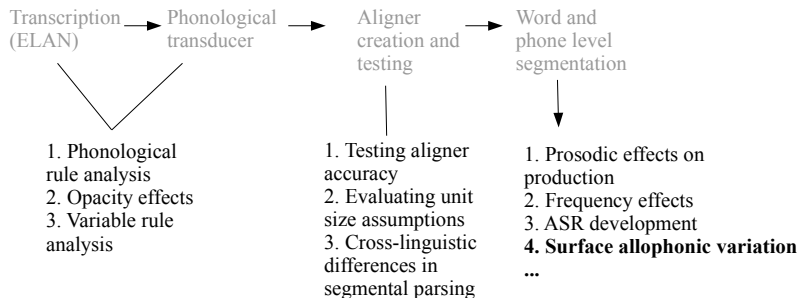 Transcription
(ELAN)
Phonological
transducer
Aligner
creation and
testing
Word and
phone level
segmentation
1. Phonological
rule analysis
2. Opacity effects
3. Variable rule
analysis
1. Testing aligner
accuracy
2. Evaluating unit
size assumptions
3. Cross-linguistic
differences in
segmental parsing
1. Prosodic effects on
production
2. Frequency effects
3. ASR development
4. Surface allophonic variation
...